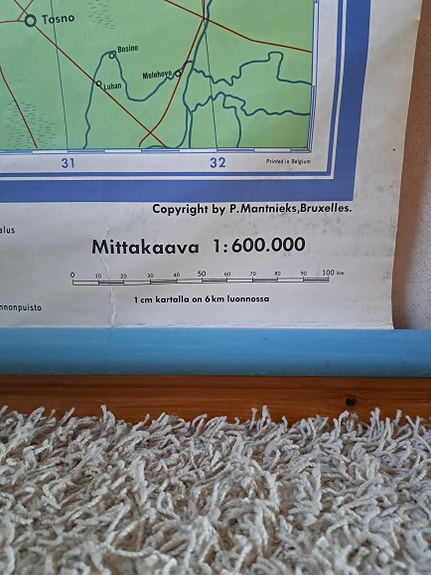 Tosno
Basino
Melehovo
Luban
31
32
Printed in Belgium
Copyright by P.Mantnieks,Bruxelles.
alus
Mittakaava 1:600.000
0 10 20 30 40 50 60 70 80 90 100 km
1 cm kartalla on 6 km luonnossa
nnonpuisto